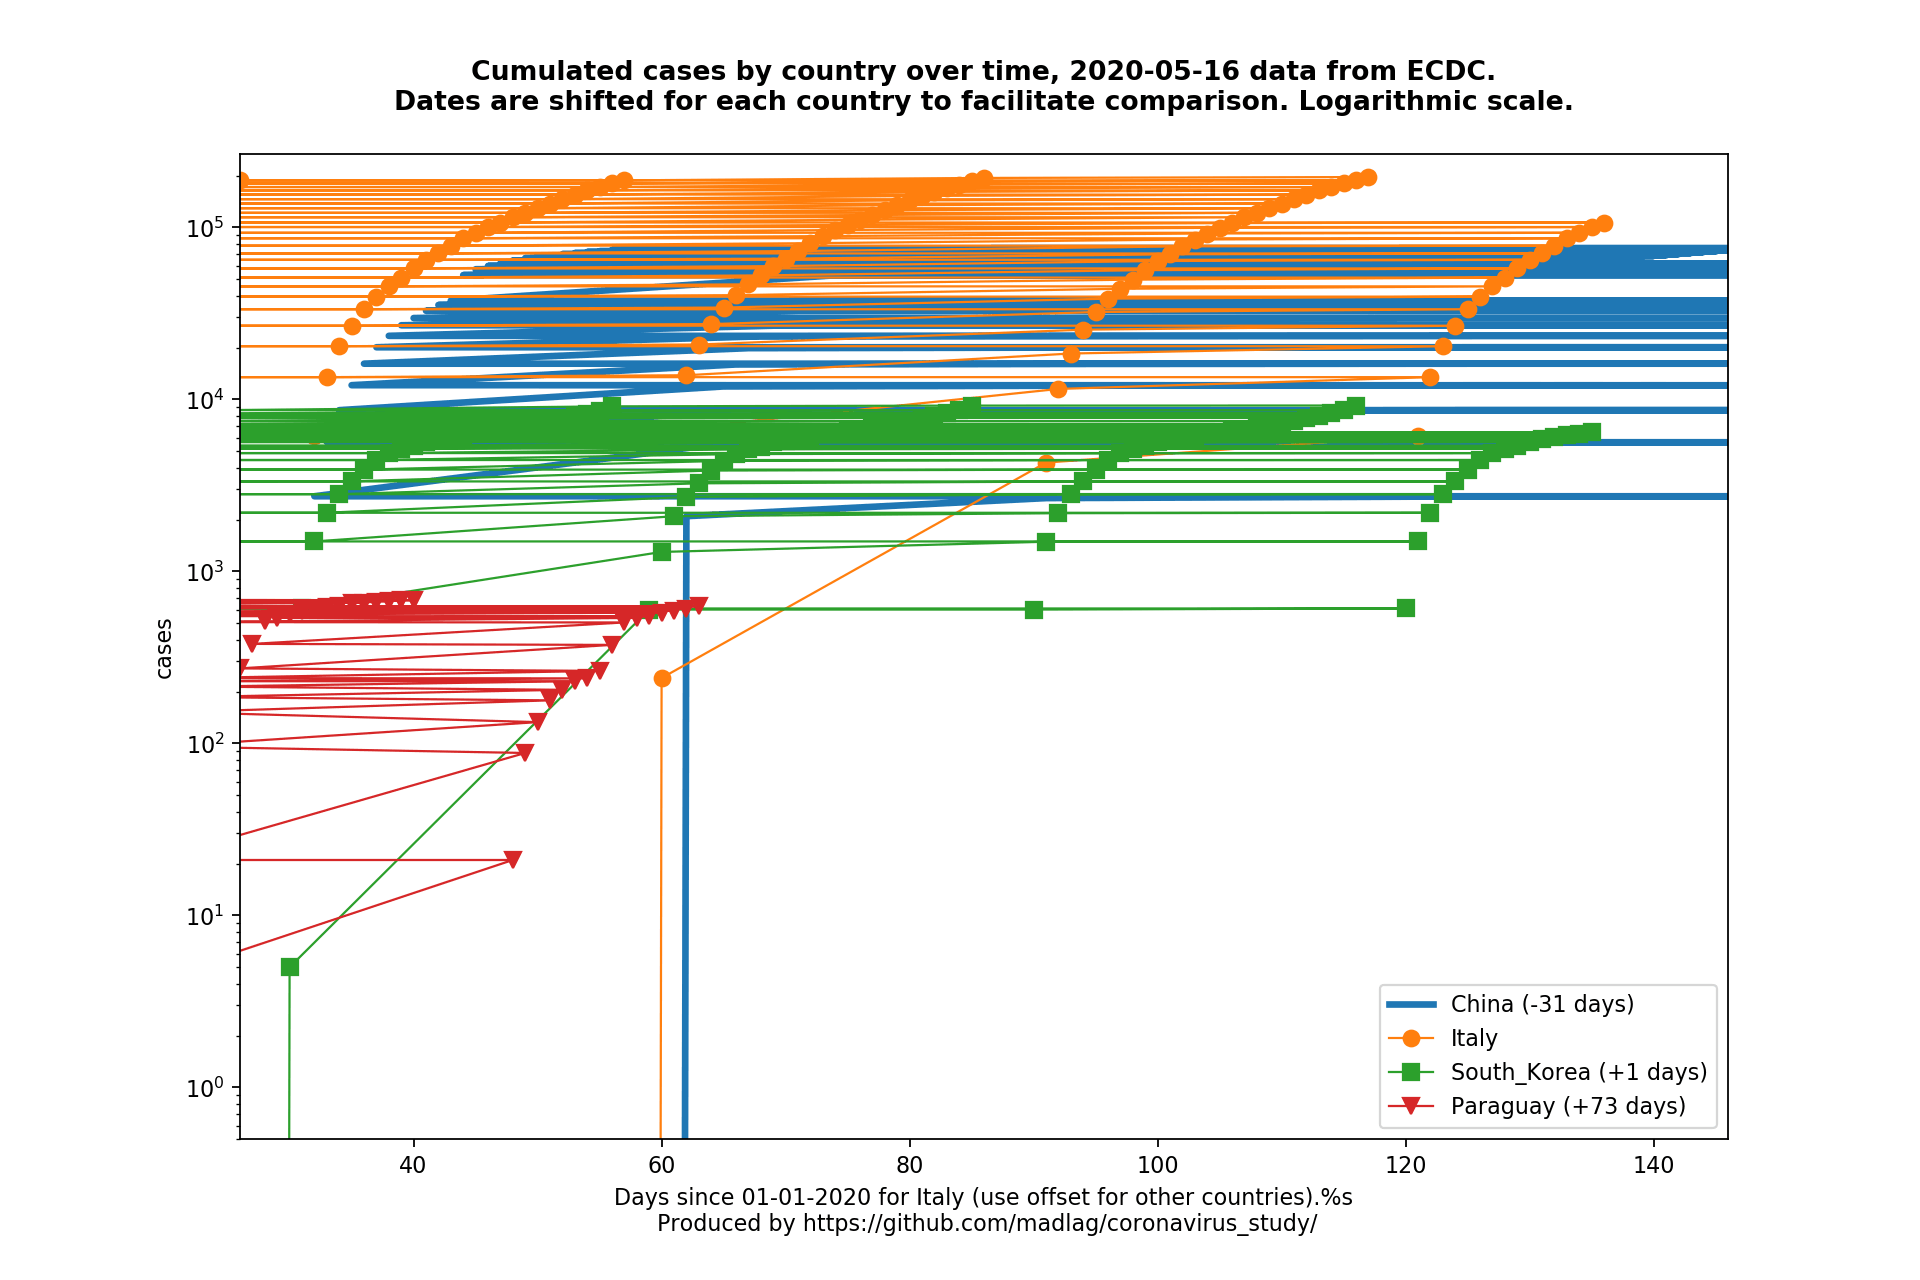 Cumulated cases by country over time, 2020-05-16 data from ECDC.
Dates are shifted for each country to facilitate comparison. Logarithmic scale.
cases
10^5
10^4
10^3
10^2
10^1
10^0
China (-31 days)
Italy
South_Korea (+1 days)
Paraguay (+73 days)
40 60 80 100 120 140
Days since 01-01-2020 for Italy (use offset for other countries).%s
Produced by https://github.com/madlag/coronavirus_study/